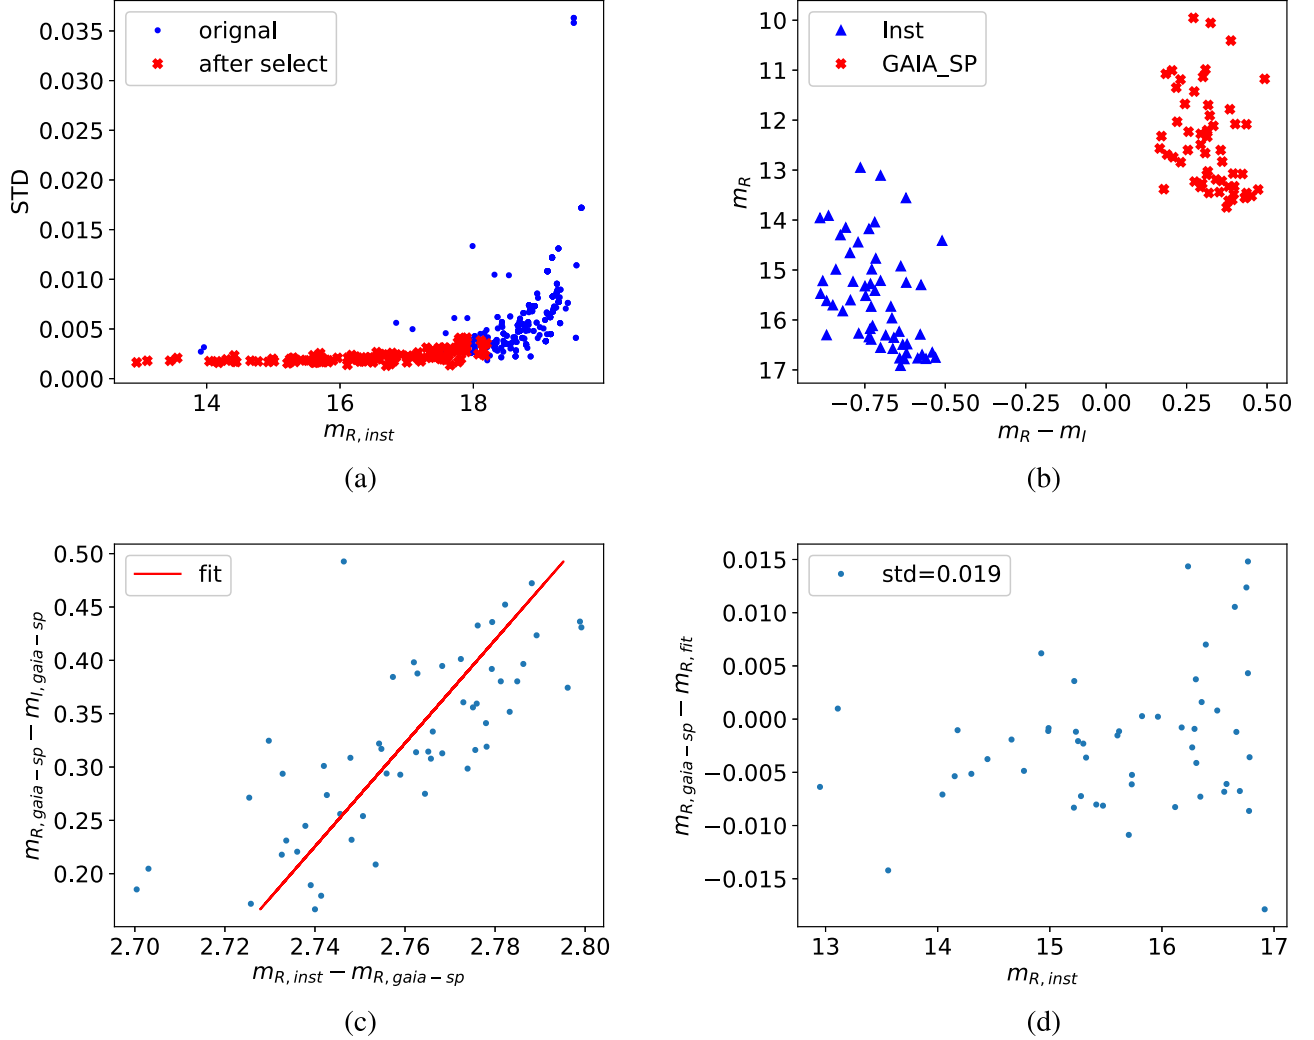 orignal
after select
0.035
0.030
0.025
0.020
0.015
0.010
0.005
0.000
STD
14 16 18
m_{R, inst}
(a)
Inst
GAIA_SP
10
11
12
13
14
15
16
17
m_R
−0.75 −0.50 −0.25 0.00 0.25 0.50
m_R − m_I
(b)
fit
0.50
0.45
0.40
0.35
0.30
0.25
0.20
m_{R, gaia−sp} − m_{I, gaia−sp}
2.70 2.72 2.74 2.76 2.78 2.80
m_{R, inst} − m_{R, gaia−sp}
(c)
std=0.019
0.015
0.010
0.005
0.000
−0.005
−0.010
−0.015
m_{R, gaia−sp} − m_{R, fit}
13 14 15 16 17
m_{R, inst}
(d)